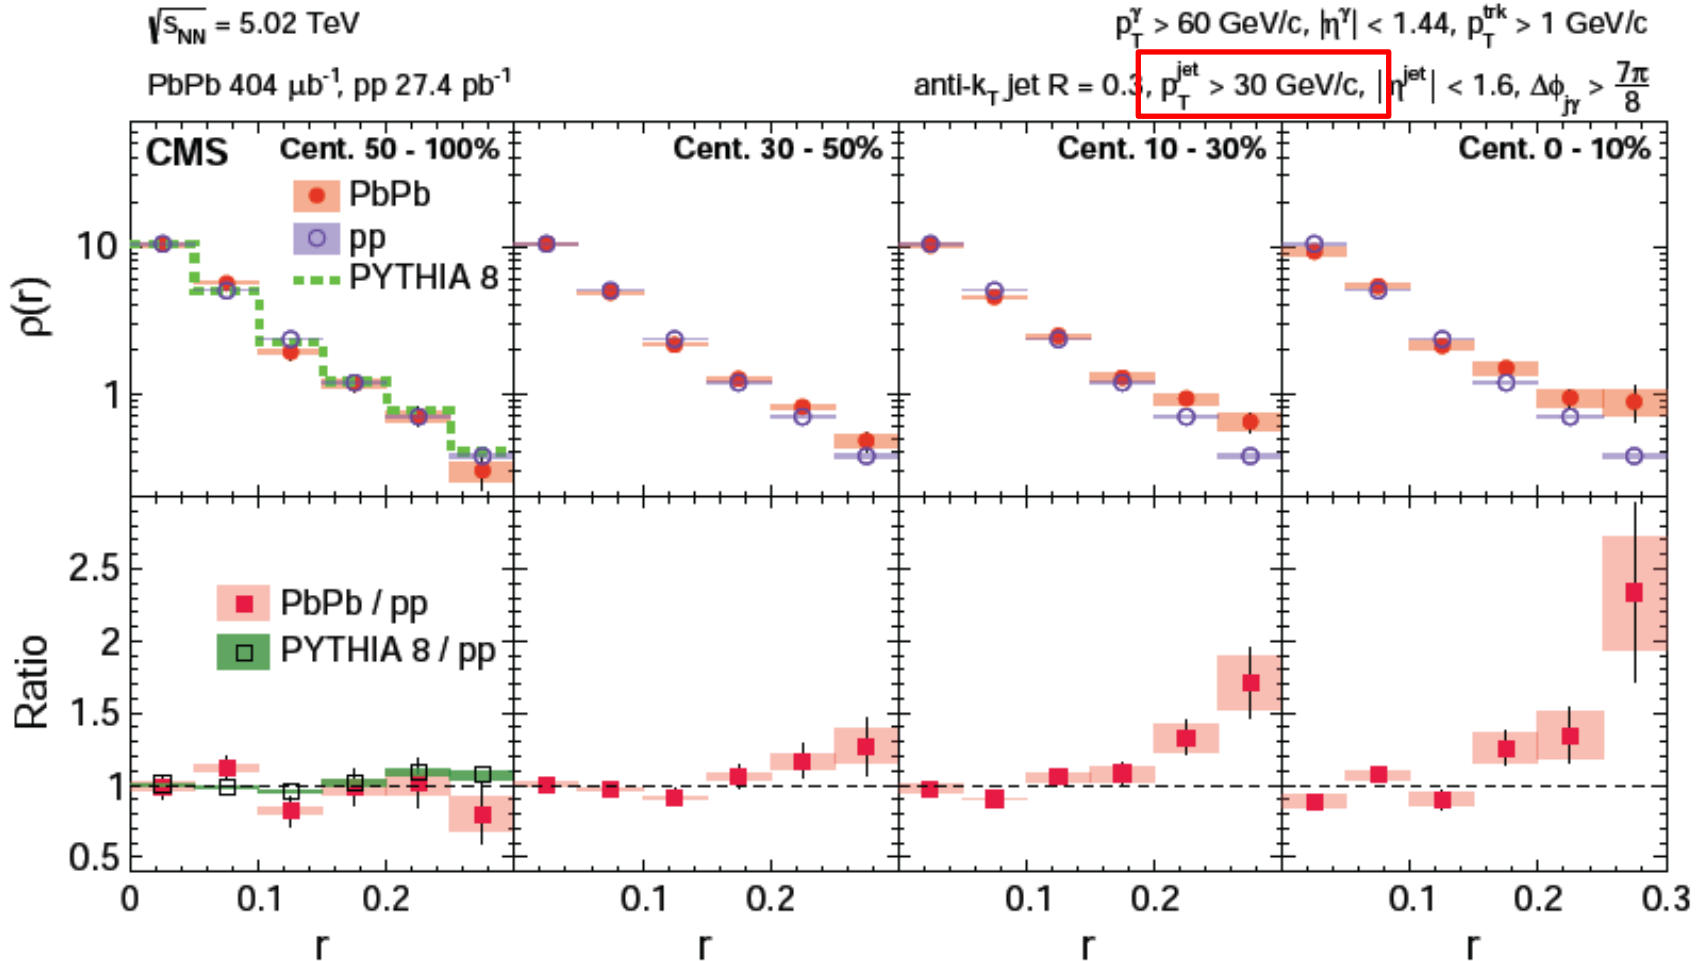 √sNN = 5.02 TeV
pTγ > 60 GeV/c, |ηγ| < 1.44, pTtrk > 1 GeV/c
PbPb 404 μb-1, pp 27.4 pb-1
anti-kT jet R = 0.3, pTjet > 30 GeV/c, |ηjet| < 1.6, Δϕjγ > 7π/8
CMS Cent. 50 - 100%
Cent. 30 - 50%
Cent. 10 - 30%
Cent. 0 - 10%
PbPb
pp
PYTHIA 8
ρ(r)
10
1
PbPb / pp
PYTHIA 8 / pp
Ratio
2.5
2
1.5
1
0.5
0 0.1 0.2 0.1 0.2 0.1 0.2 0.1 0.2 0.3
r r r r